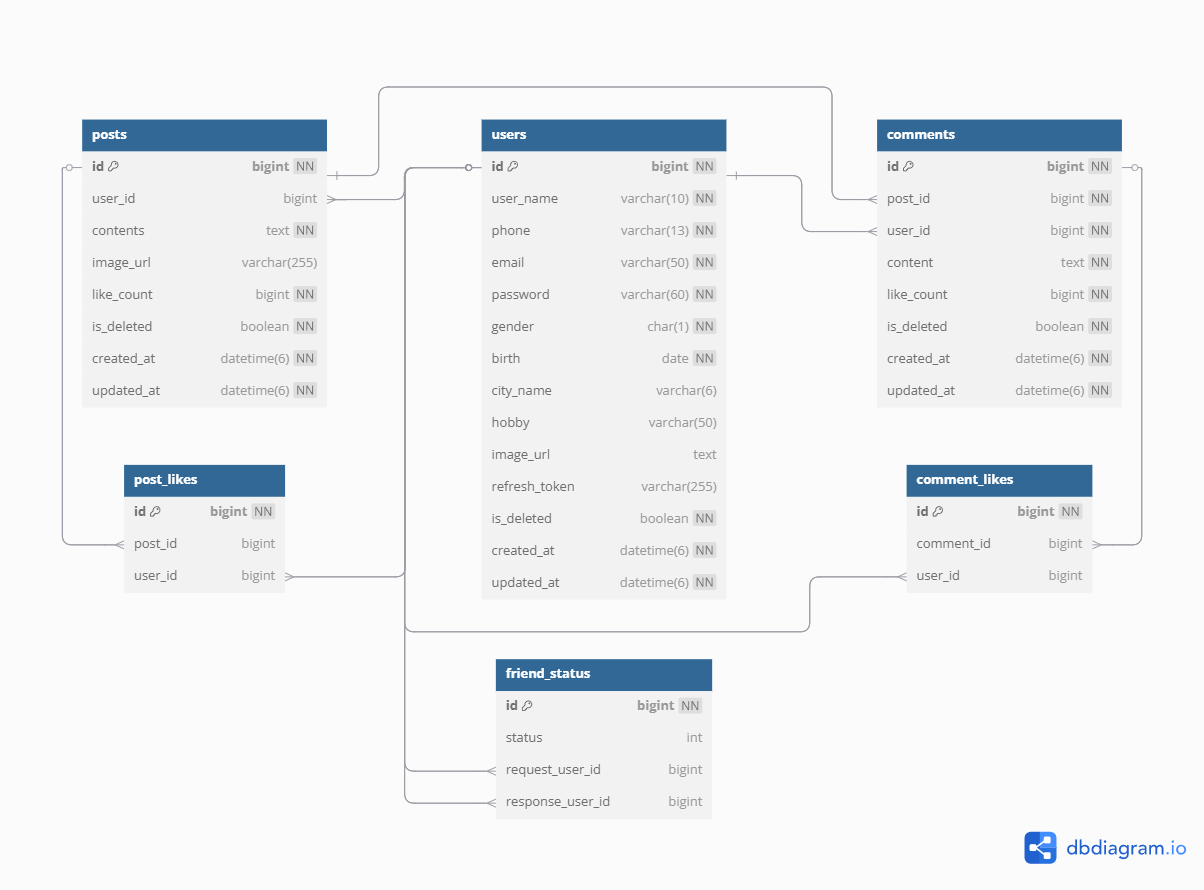 posts
id bigint NN
user_id bigint
contents text NN
image_url varchar(255)
like_count bigint NN
is_deleted boolean NN
created_at datetime(6) NN
updated_at datetime(6) NN
users
id bigint NN
user_name varchar(10) NN
phone varchar(13) NN
email varchar(50) NN
password varchar(60) NN
gender char(1) NN
birth date NN
city_name varchar(6)
hobby varchar(50)
image_url text
refresh_token varchar(255)
is_deleted boolean NN
created_at datetime(6) NN
updated_at datetime(6) NN
comments
id bigint NN
post_id bigint NN
user_id bigint NN
content text NN
like_count bigint NN
is_deleted boolean NN
created_at datetime(6) NN
updated_at datetime(6) NN
post_likes
id bigint NN
post_id bigint
user_id bigint
comment_likes
id bigint NN
comment_id bigint
user_id bigint
friend_status
id bigint NN
status int
request_user_id bigint
response_user_id bigint
dbdiagram.io